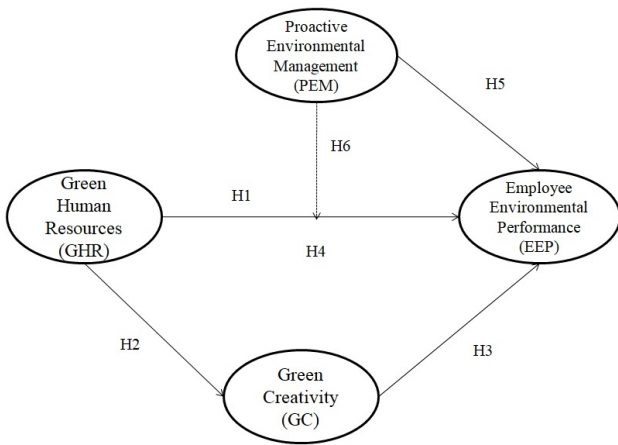 Proactive
Environmental
Management
(PEM)
H5
H6
Green
Human
Resources
(GHR)
H1
Employee
Environmental
Performance
(EEP)
H4
H2
H3
Green
Creativity
(GC)